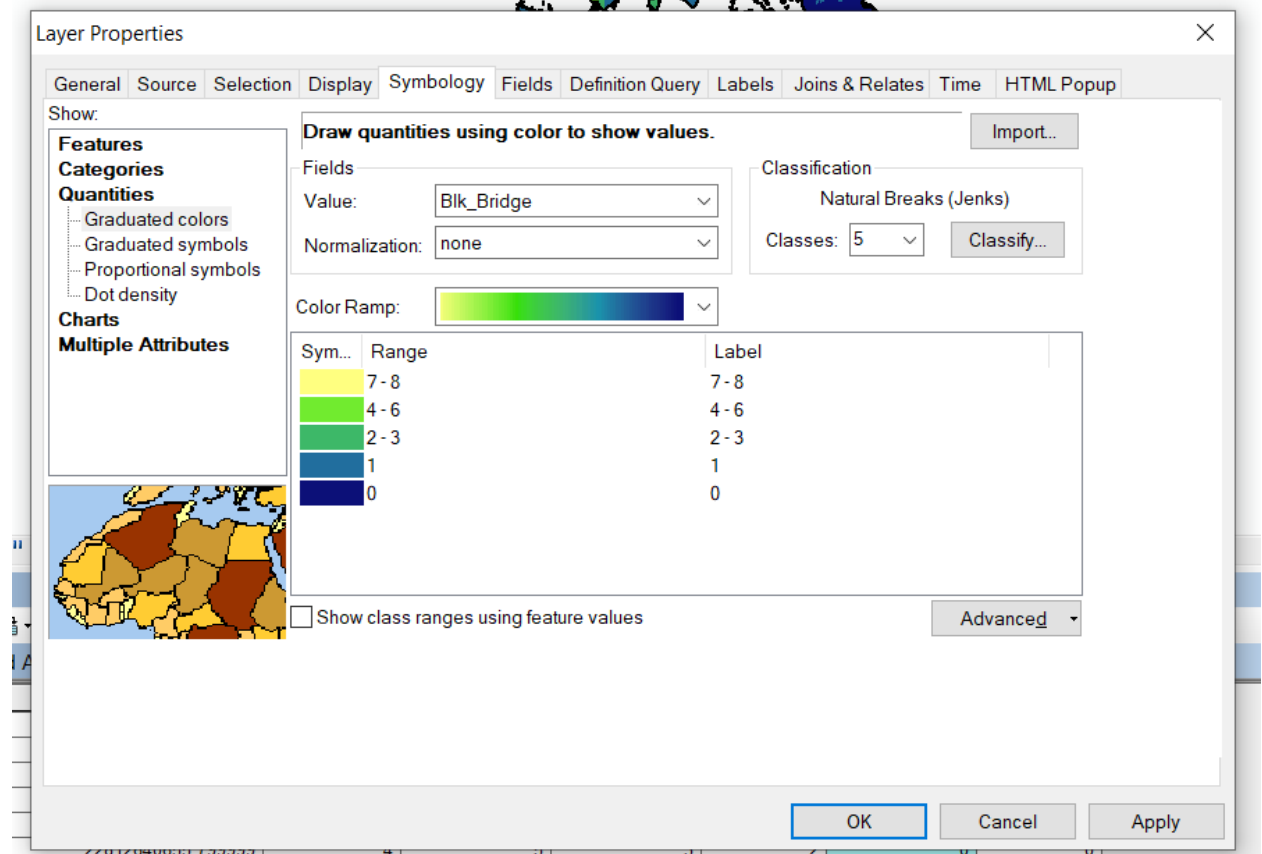 Layer Properties
General Source Selection Display Symbology Fields Definition Query Labels Joins & Relates Time HTML Popup
Show:
Features
Categories
Quantities
Graduated colors
Graduated symbols
Proportional symbols
Dot density
Charts
Multiple Attributes
Draw quantities using color to show values.
Import...
Fields
Value: Blk_Bridge
Normalization: none
Classification
Natural Breaks (Jenks)
Classes: 5 Classify...
Color Ramp:
Sym... Range Label
7 - 8 7 - 8
4 - 6 4 - 6
2 - 3 2 - 3
1 1
0 0
Show class ranges using feature values
Advanced
OK Cancel Apply